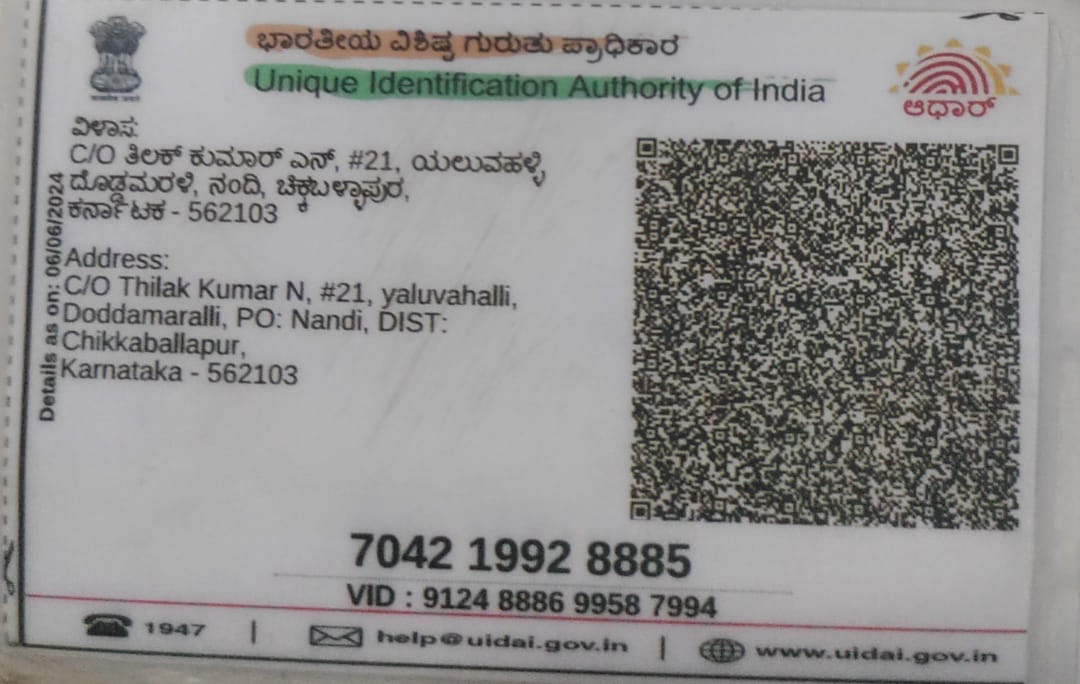 ಭಾರತೀಯ ವಿಶಿಷ್ಟ ಗುರುತು ಪ್ರಾಧಿಕಾರ
Unique Identification Authority of India
ಆಧಾರ್
ವಿಳಾಸ:
C/O ತಿಲಕ್ ಕುಮಾರ್ ಎನ್, #21, ಯಲುವಹಳ್ಳಿ
ದೊಡ್ಡಮರಳಿ, ನಂದಿ, ಚಿಕ್ಕಬಳ್ಳಾಪುರ,
ಕರ್ನಾಟಕ - 562103
Address:
C/O Thilak Kumar N, #21, yaluvahalli,
Doddamaralli, PO: Nandi, DIST:
Chikkaballapur,
Karnataka - 562103
Details as on: 06/06/2024
7042 1992 8885
VID : 9124 8886 9958 7994
1947 | help@uidai.gov.in | www.uidai.gov.in